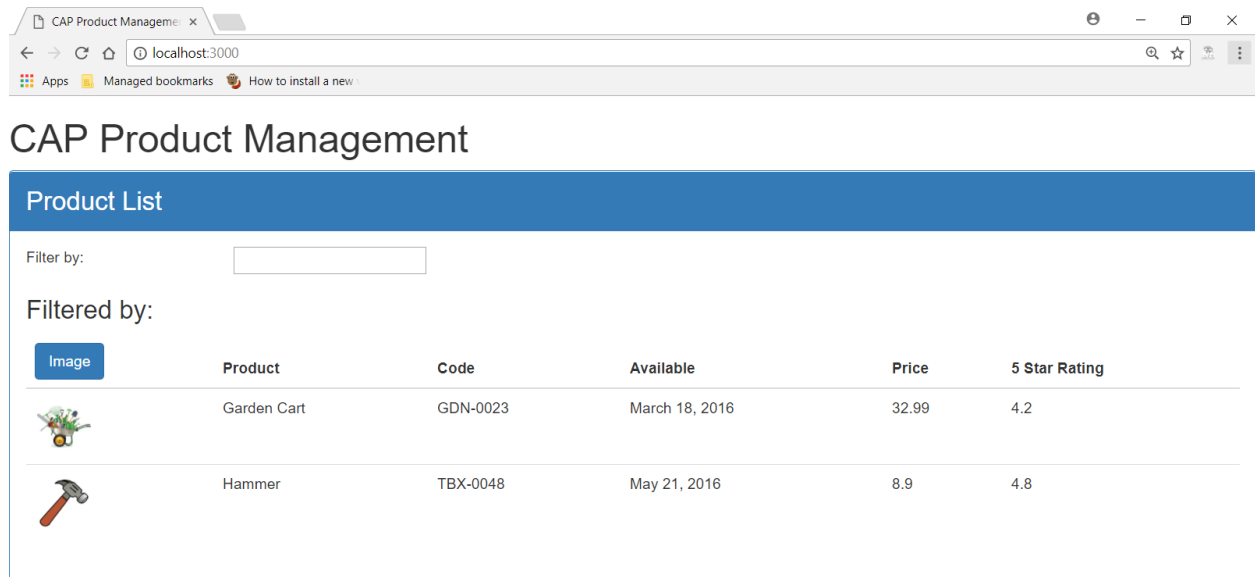 CAP Product Managemen
localhost:3000
Apps Managed bookmarks How to install a new
CAP Product Management
Product List
Filter by:
Filtered by:
Image Product Code Available Price 5 Star Rating
Garden Cart GDN-0023 March 18, 2016 32.99 4.2
Hammer TBX-0048 May 21, 2016 8.9 4.8